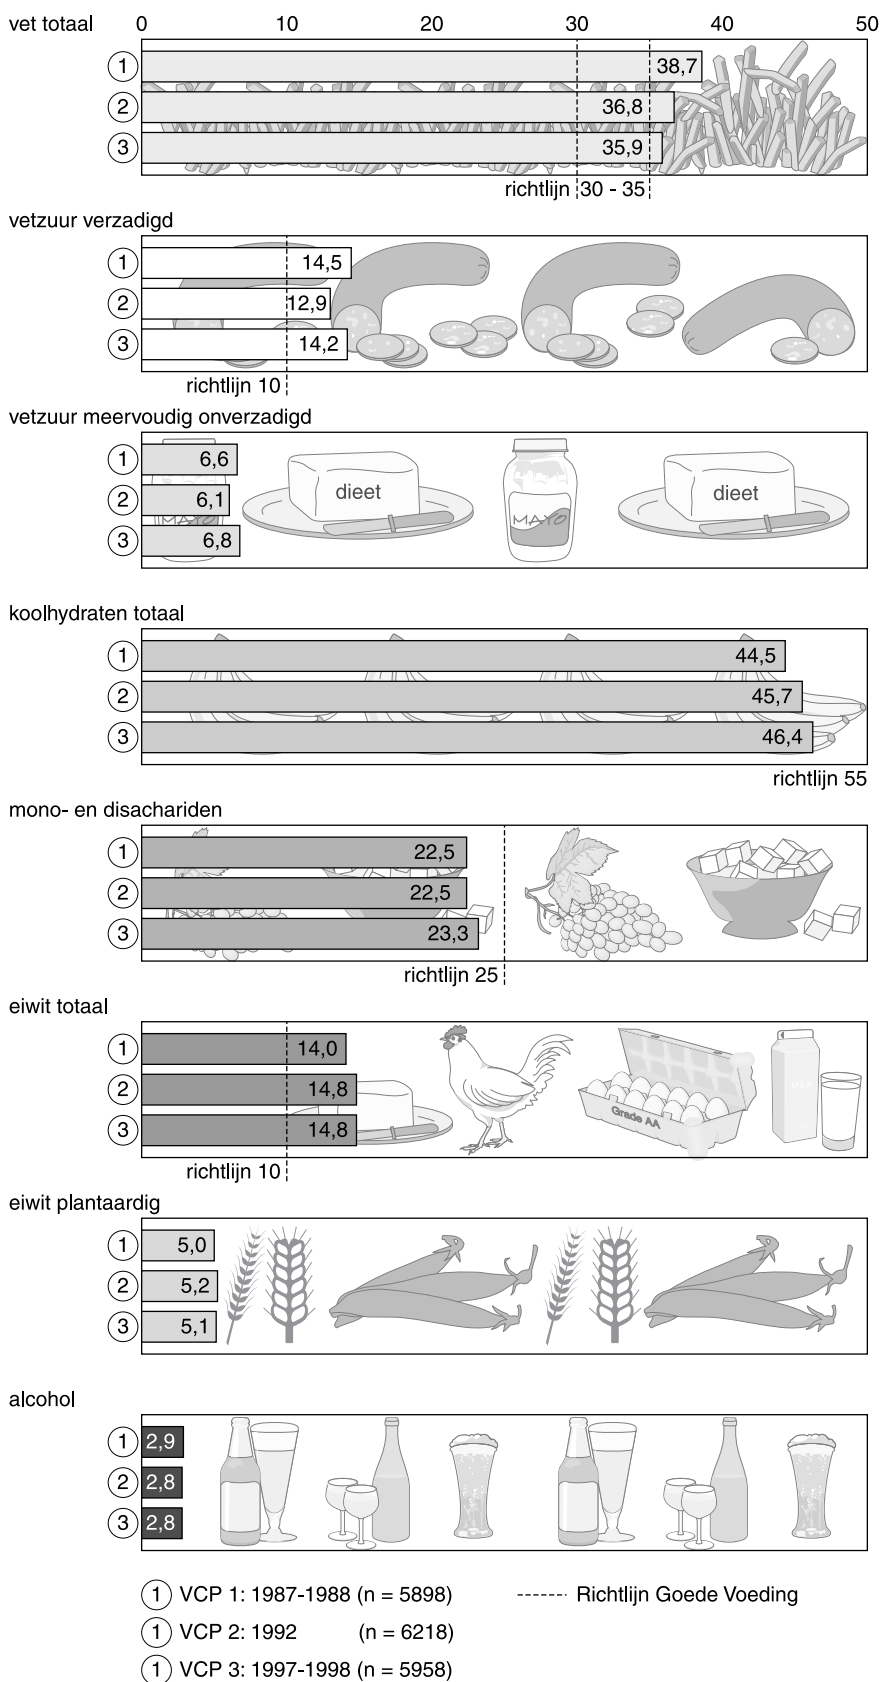 vet totaal 0 10 20 30 40 50
1 38,7
2 36,8
3 35,9
richtlijn 30 - 35
vetzuur verzadigd
1 14,5
2 12,9
3 14,2
richtlijn 10
vetzuur meervoudig onverzadigd
1 6,6
2 6,1
3 6,8
MAYO
dieet
MAYO
dieet
koolhydraten totaal
1 44,5
2 45,7
3 46,4
richtlijn 55
mono- en disachariden
1 22,5
2 22,5
3 23,3
richtlijn 25
eiwit totaal
1 14,0
2 14,8
3 14,8
Grade AA
MILK
richtlijn 10
eiwit plantaardig
1 5,0
2 5,2
3 5,1
alcohol
1 2,9
2 2,8
3 2,8
1 VCP 1: 1987-1988 (n = 5898)
1 VCP 2: 1992 (n = 6218)
1 VCP 3: 1997-1998 (n = 5958)
Richtlijn Goede Voeding